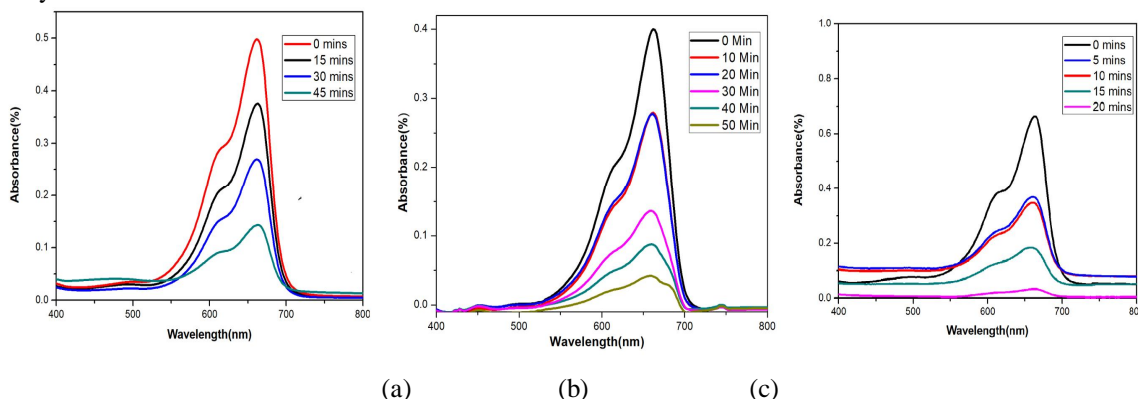 Absorbance(%)
0.5
0.4
0.3
0.2
0.1
0.0
400
500
600
700
800
Wavelength(nm)
0 mins
15 mins
30 mins
45 mins
Absorbance(%)
0.4
0.3
0.2
0.1
0.0
400
500
600
700
800
Wavelength(nm)
0 Min
10 Min
20 Min
30 Min
40 Min
50 Min
Absorbance(%)
1.0
0.8
0.6
0.4
0.2
0.0
400
500
600
700
800
Wavelength(nm)
0 mins
5 mins
10 mins
15 mins
20 mins
(a) (b) (c)